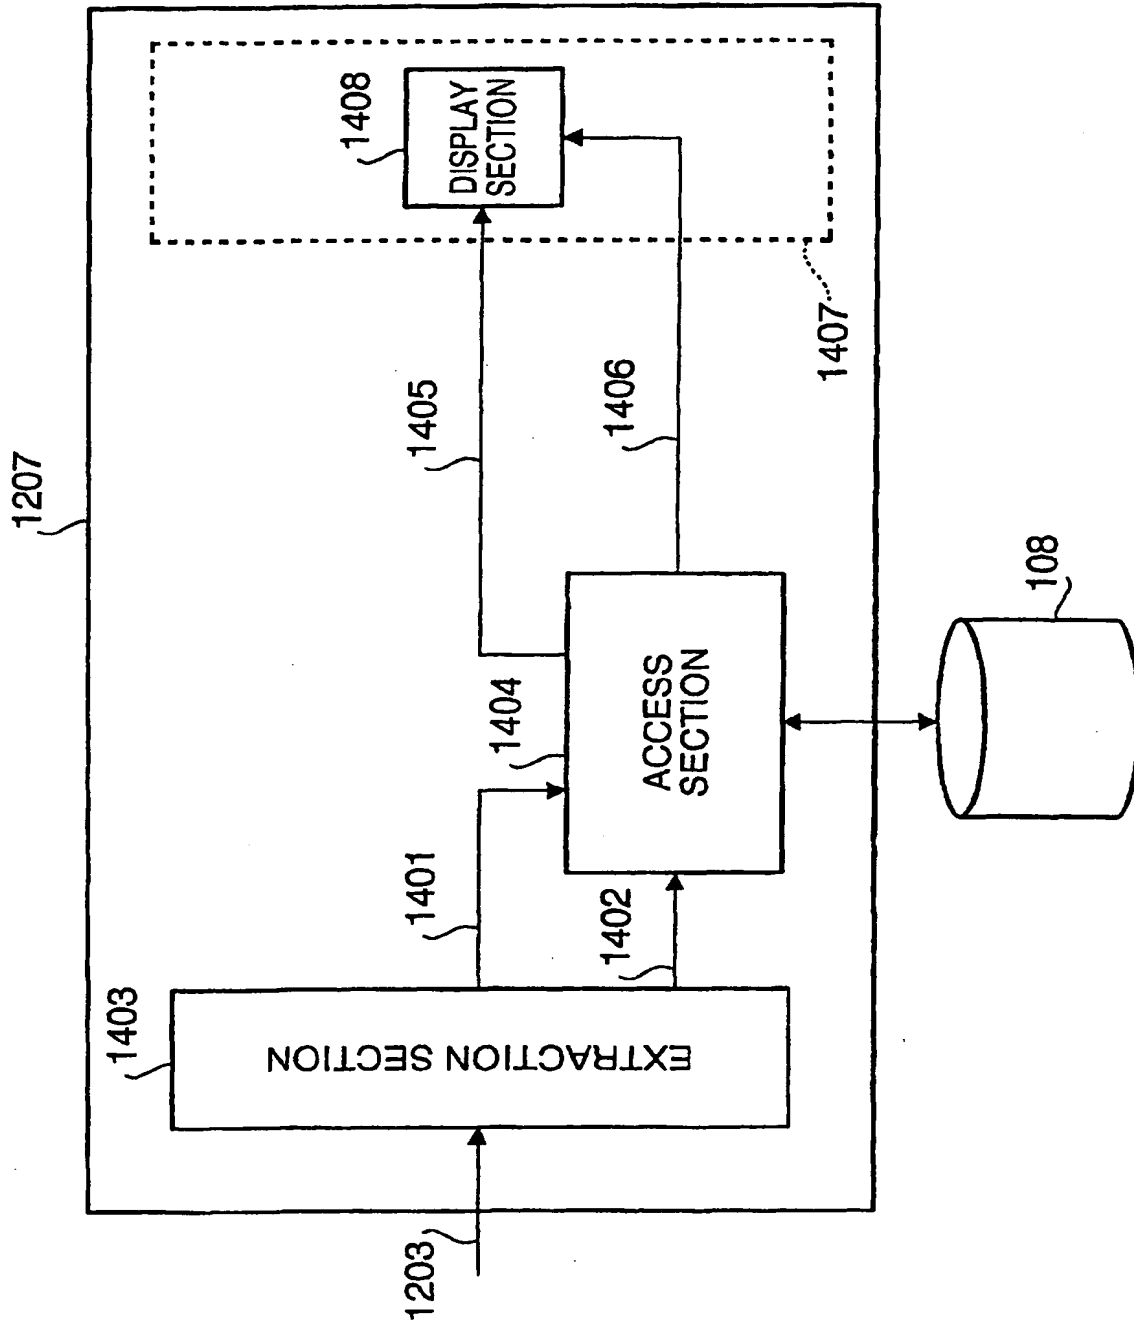 1207
1203
1403
EXTRACTION SECTION
1401
1402
1404
ACCESS
SECTION
1405
1406
1408
DISPLAY
SECTION
1407
108